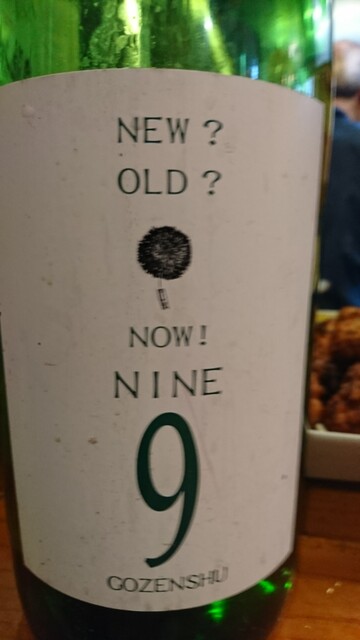 NEW ?
OLD ?
NOW!
NINE
9
GOZENSHU